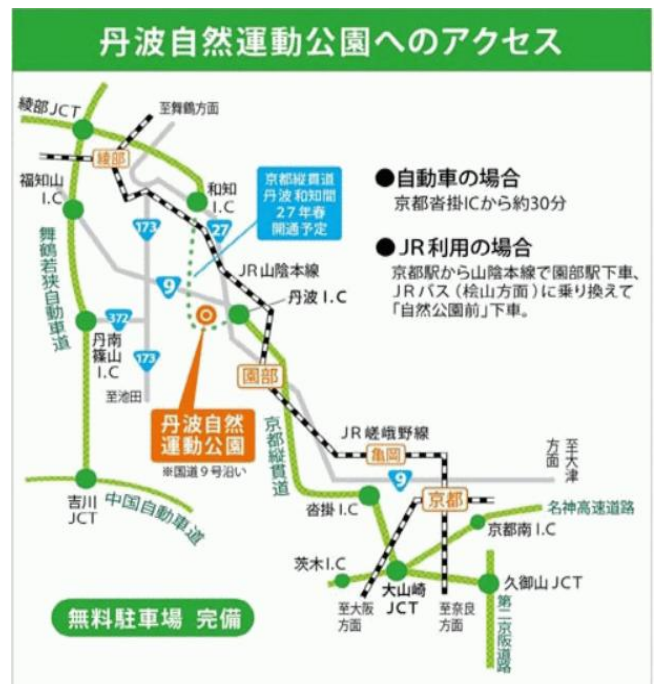 丹波自然運動公園へのアクセス
綾部JCT
至舞鶴方面
綾部
福知山
I.C
和知
I.C
京都縦貫道
丹波和知間
27年春
開通予定
173
27
舞鶴若狭自動車道
JR山陰本線
9
丹波I.C
372
丹南
篠山
I.C
173
至池田
園部
丹波自然
運動公園
※国道9号沿い
京都縦貫道
JR嵯峨野線
亀岡
9
至大津
方面
沓掛I.C
京都
名神高速道路
京都南I.C
吉川
JCT
中国自動車道
茨木I.C
大山崎
JCT
久御山JCT
至大阪
方面
至奈良
方面
第二京阪道路
●自動車の場合
京都沓掛ICから約30分
●JR利用の場合
京都駅から山陰本線で園部駅下車、
JRバス(桧山方面)に乗り換えて
「自然公園前」下車。
無料駐車場 完備